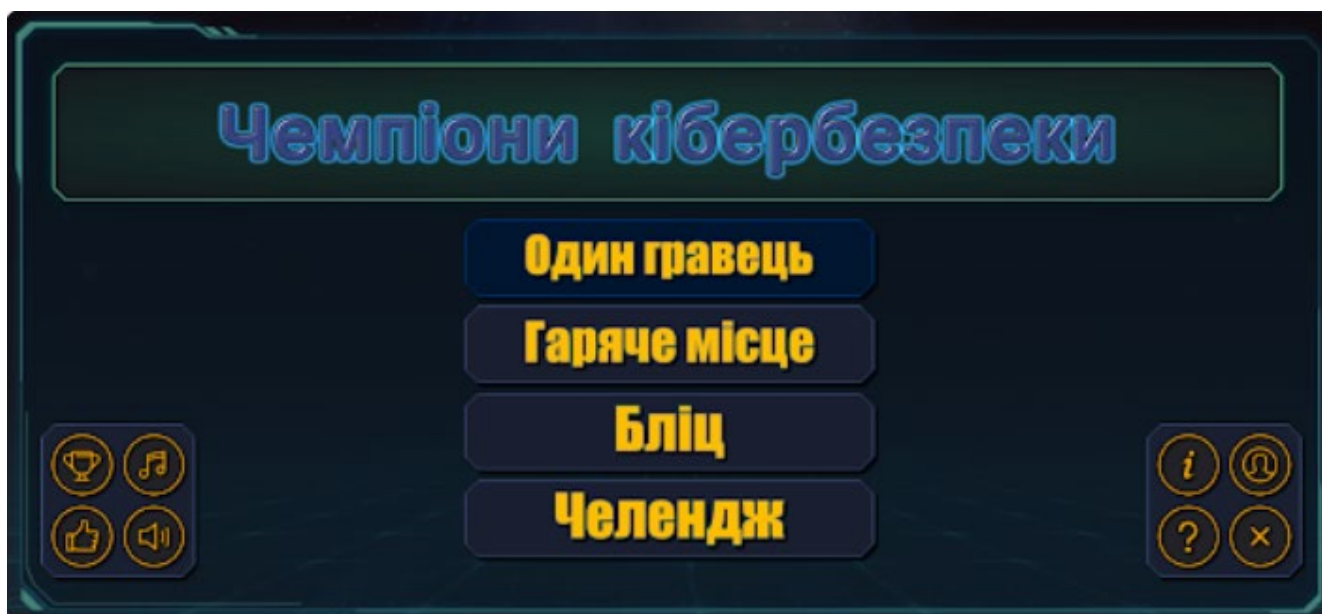 Чемпіони кібербезпеки
Один гравець
Гаряче місце
Бліц
Челендж
i
?